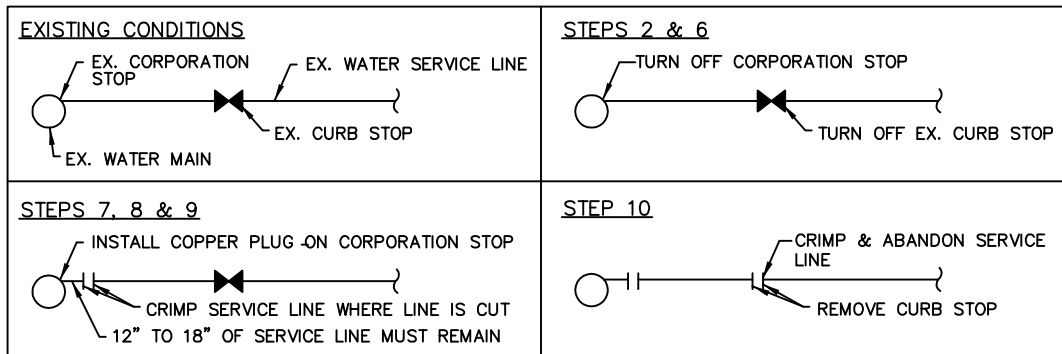 EXISTING CONDITIONS
EX. CORPORATION
STOP
EX. WATER SERVICE LINE
EX. CURB STOP
EX. WATER MAIN
STEPS 2 & 6
TURN OFF CORPORATION STOP
TURN OFF EX. CURB STOP
STEPS 7, 8 & 9
INSTALL COPPER PLUG ON CORPORATION STOP
CRIMP SERVICE LINE WHERE LINE IS CUT
12" TO 18" OF SERVICE LINE MUST REMAIN
STEP 10
CRIMP & ABANDON SERVICE
LINE
REMOVE CURB STOP